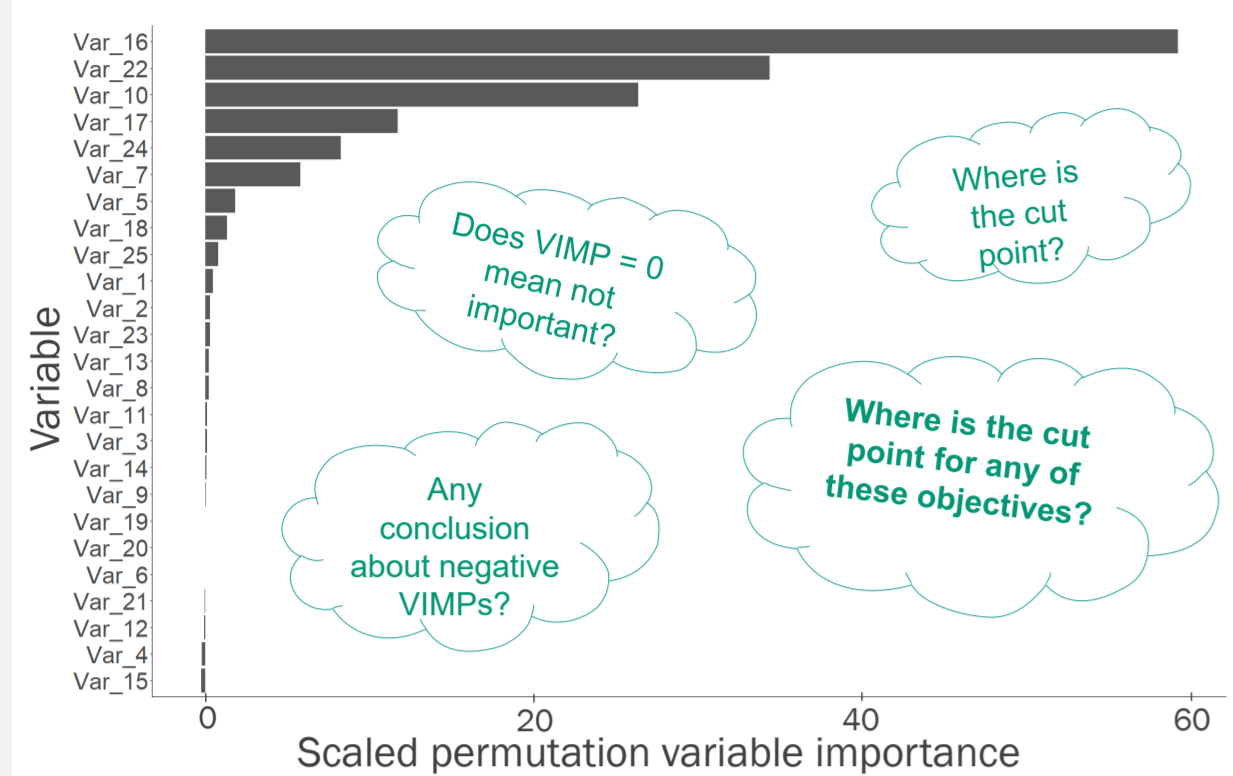 Var_16
Var_22
Var_10
Var_17
Var_24
Var_7
Var_5
Var_18
Var_25
Var_1
Var_2
Var_23
Var_13
Var_8
Var_11
Var_3
Var_14
Var_9
Var_19
Var_20
Var_6
Var_21
Var_12
Var_4
Var_15
Variable
Where is
the cut
point?
Does VIMP = 0
mean not
important?
Where is the cut
point for any of
these objectives?
Any
conclusion
about negative
VIMPs?
0
20
40
60
Scaled permutation variable importance